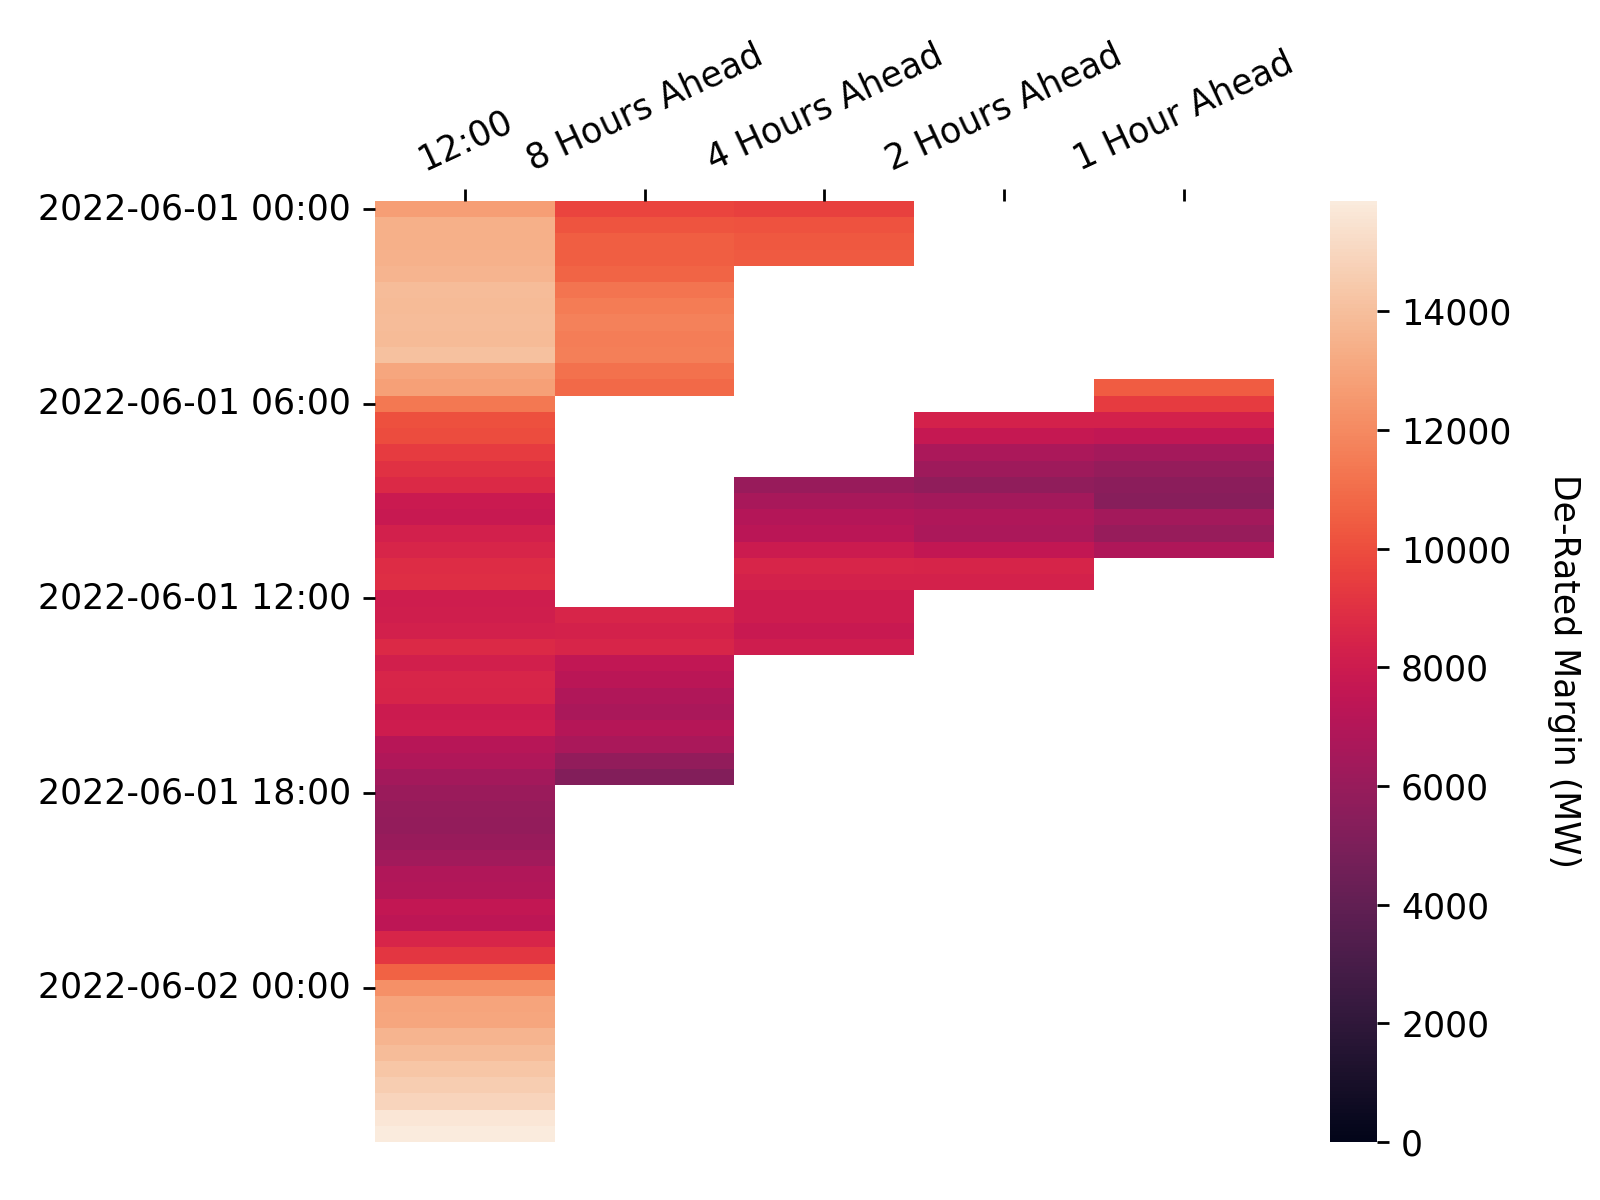 12:00
8 Hours Ahead
4 Hours Ahead
2 Hours Ahead
1 Hour Ahead
2022-06-01 00:00
2022-06-01 06:00
2022-06-01 12:00
2022-06-01 18:00
2022-06-02 00:00
14000
12000
10000
8000
6000
4000
2000
0
De-Rated Margin (MW)